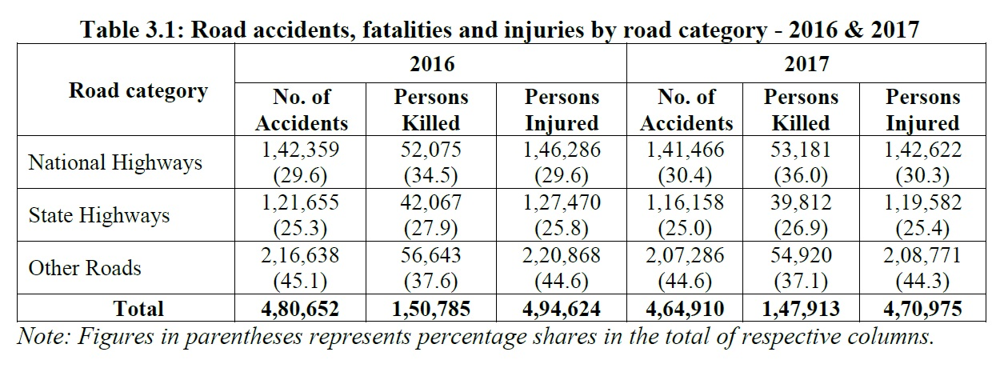 Table 3.1: Road accidents, fatalities and injuries by road category - 2016 & 2017
Road category 2016 2017
No. of Accidents Persons Killed Persons Injured No. of Accidents Persons Killed Persons Injured
National Highways 1,42,359 52,075 1,46,286 1,41,466 53,181 1,42,622
(29.6) (34.5) (29.6) (30.4) (36.0) (30.3)
State Highways 1,21,655 42,067 1,27,470 1,16,158 39,812 1,19,582
(25.3) (27.9) (25.8) (25.0) (26.9) (25.4)
Other Roads 2,16,638 56,643 2,20,868 2,07,286 54,920 2,08,771
(45.1) (37.6) (44.6) (44.6) (37.1) (44.3)
Total 4,80,652 1,50,785 4,94,624 4,64,910 1,47,913 4,70,975
Note: Figures in parentheses represents percentage shares in the total of respective columns.